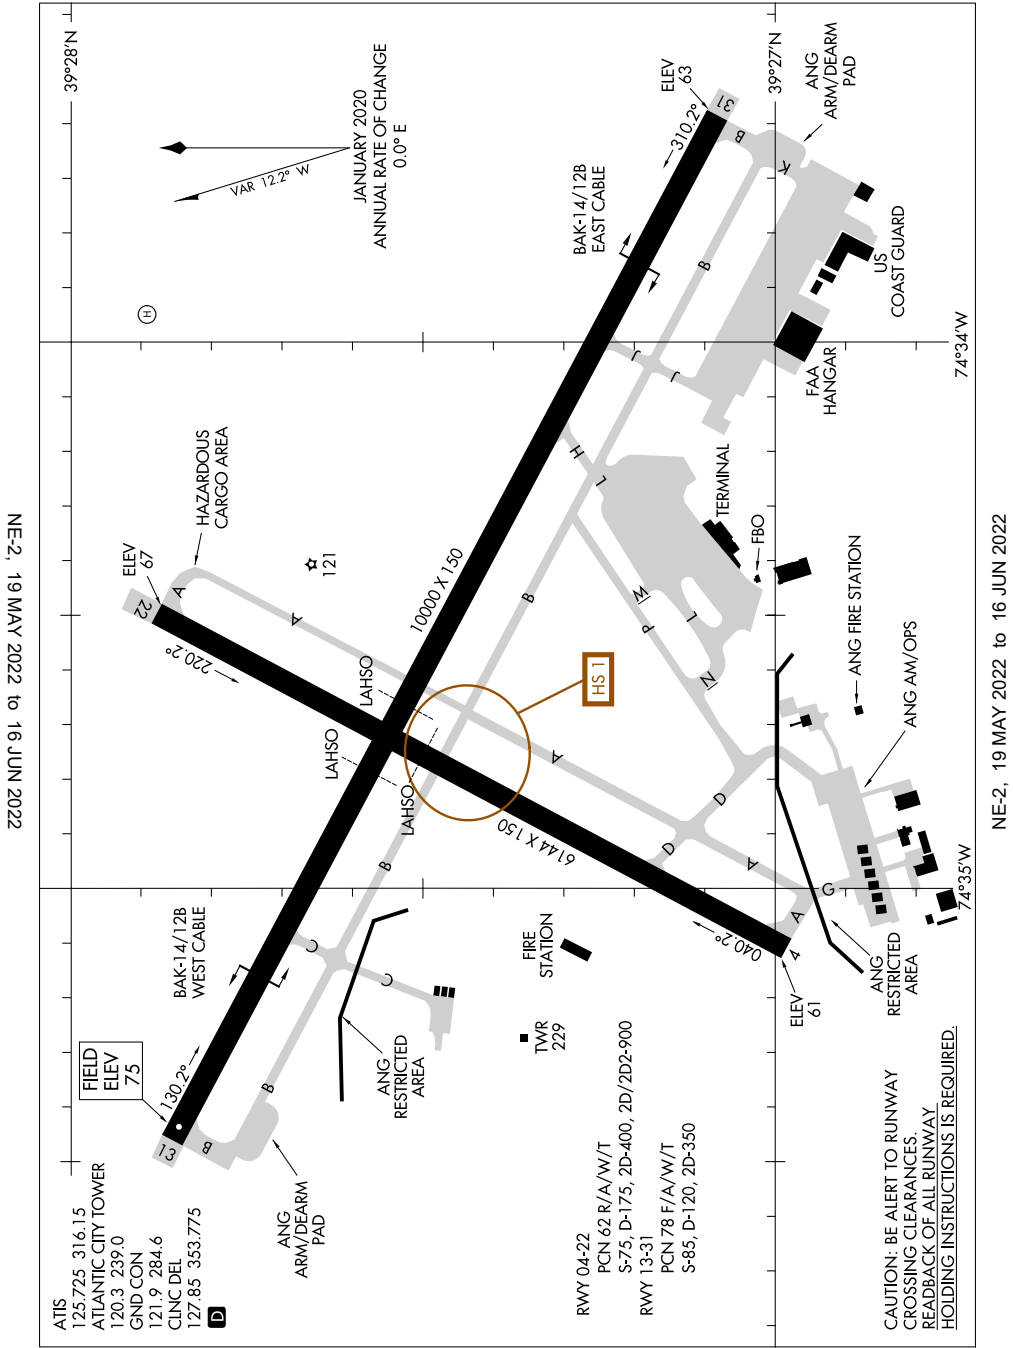 ATIS
125.725 316.15
ATLANTIC CITY TOWER
120.3 239.0
GND CON
121.9 284.6
CLNC DEL
127.85 353.775
D
FIELD
ELEV
75
13
130.2°
BAK-14/12B
WEST CABLE
B
B
B
C
C
ANG
ARM/DEARM
PAD
ANG
RESTRICTED
AREA
TWR
229
FIRE
STATION
RWY 04-22
PCN 62 R/A/W/T
S-75, D-175, 2D-400, 2D/2D2-900
RWY 13-31
PCN 78 F/A/W/T
S-85, D-120, 2D-350
CAUTION: BE ALERT TO RUNWAY
CROSSING CLEARANCES.
READBACK OF ALL RUNWAY
HOLDING INSTRUCTIONS IS REQUIRED.
ELEV
67
22
220.2°
A
A
HAZARDOUS
CARGO AREA
121
LAHSO
LAHSO
LAHSO
HS 1
10000 X 150
6144 X 150
B
A
D
D
A
A
G
040.2°
4
ELEV
61
ANG
RESTRICTED
AREA
ANG AM/OPS
ANG FIRE STATION
FBO
TERMINAL
H
L
M
P
L
N
J
J
B
FAA
HANGAR
US
COAST GUARD
K
B
ANG
ARM/DEARM
PAD
ELEV
63
31
310.2°
BAK-14/12B
EAST CABLE
H
VAR 12.2° W
JANUARY 2020
ANNUAL RATE OF CHANGE
0.0° E
39°28'N
39°27'N
74°34'W
74°35'W
NE-2, 19 MAY 2022 to 16 JUN 2022
NE-2, 19 MAY 2022 to 16 JUN 2022